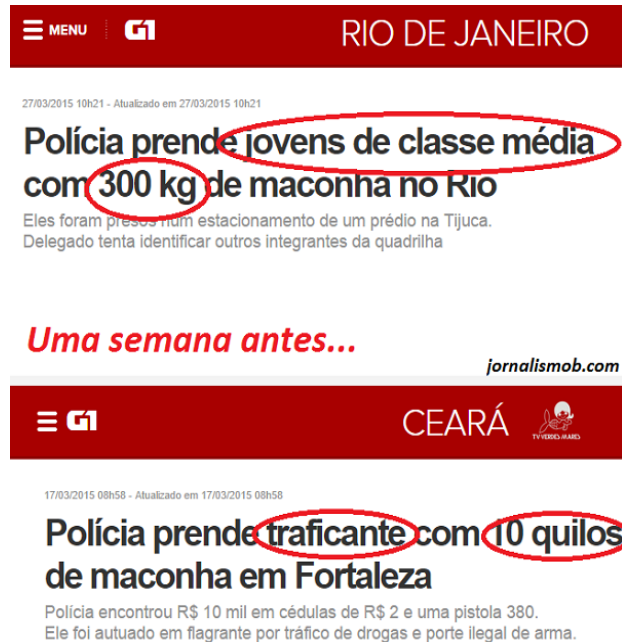 MENU G1 RIO DE JANEIRO
27/03/2015 10h21 - Atualizado em 27/03/2015 10h21
Polícia prende jovens de classe média
com 300 kg de maconha no Rio
Eles foram presos num estacionamento de um prédio na Tijuca.
Delegado tenta identificar outros integrantes da quadrilha
Uma semana antes...
jornalismob.com
G1 CEARÁ TV VERDES MARES
17/03/2015 08h58 - Atualizado em 17/03/2015 08h58
Polícia prende traficante com 10 quilos
de maconha em Fortaleza
Polícia encontrou R$ 10 mil em cédulas de R$ 2 e uma pistola 380.
Ele foi autuado em flagrante por tráfico de drogas e porte ilegal de arma.